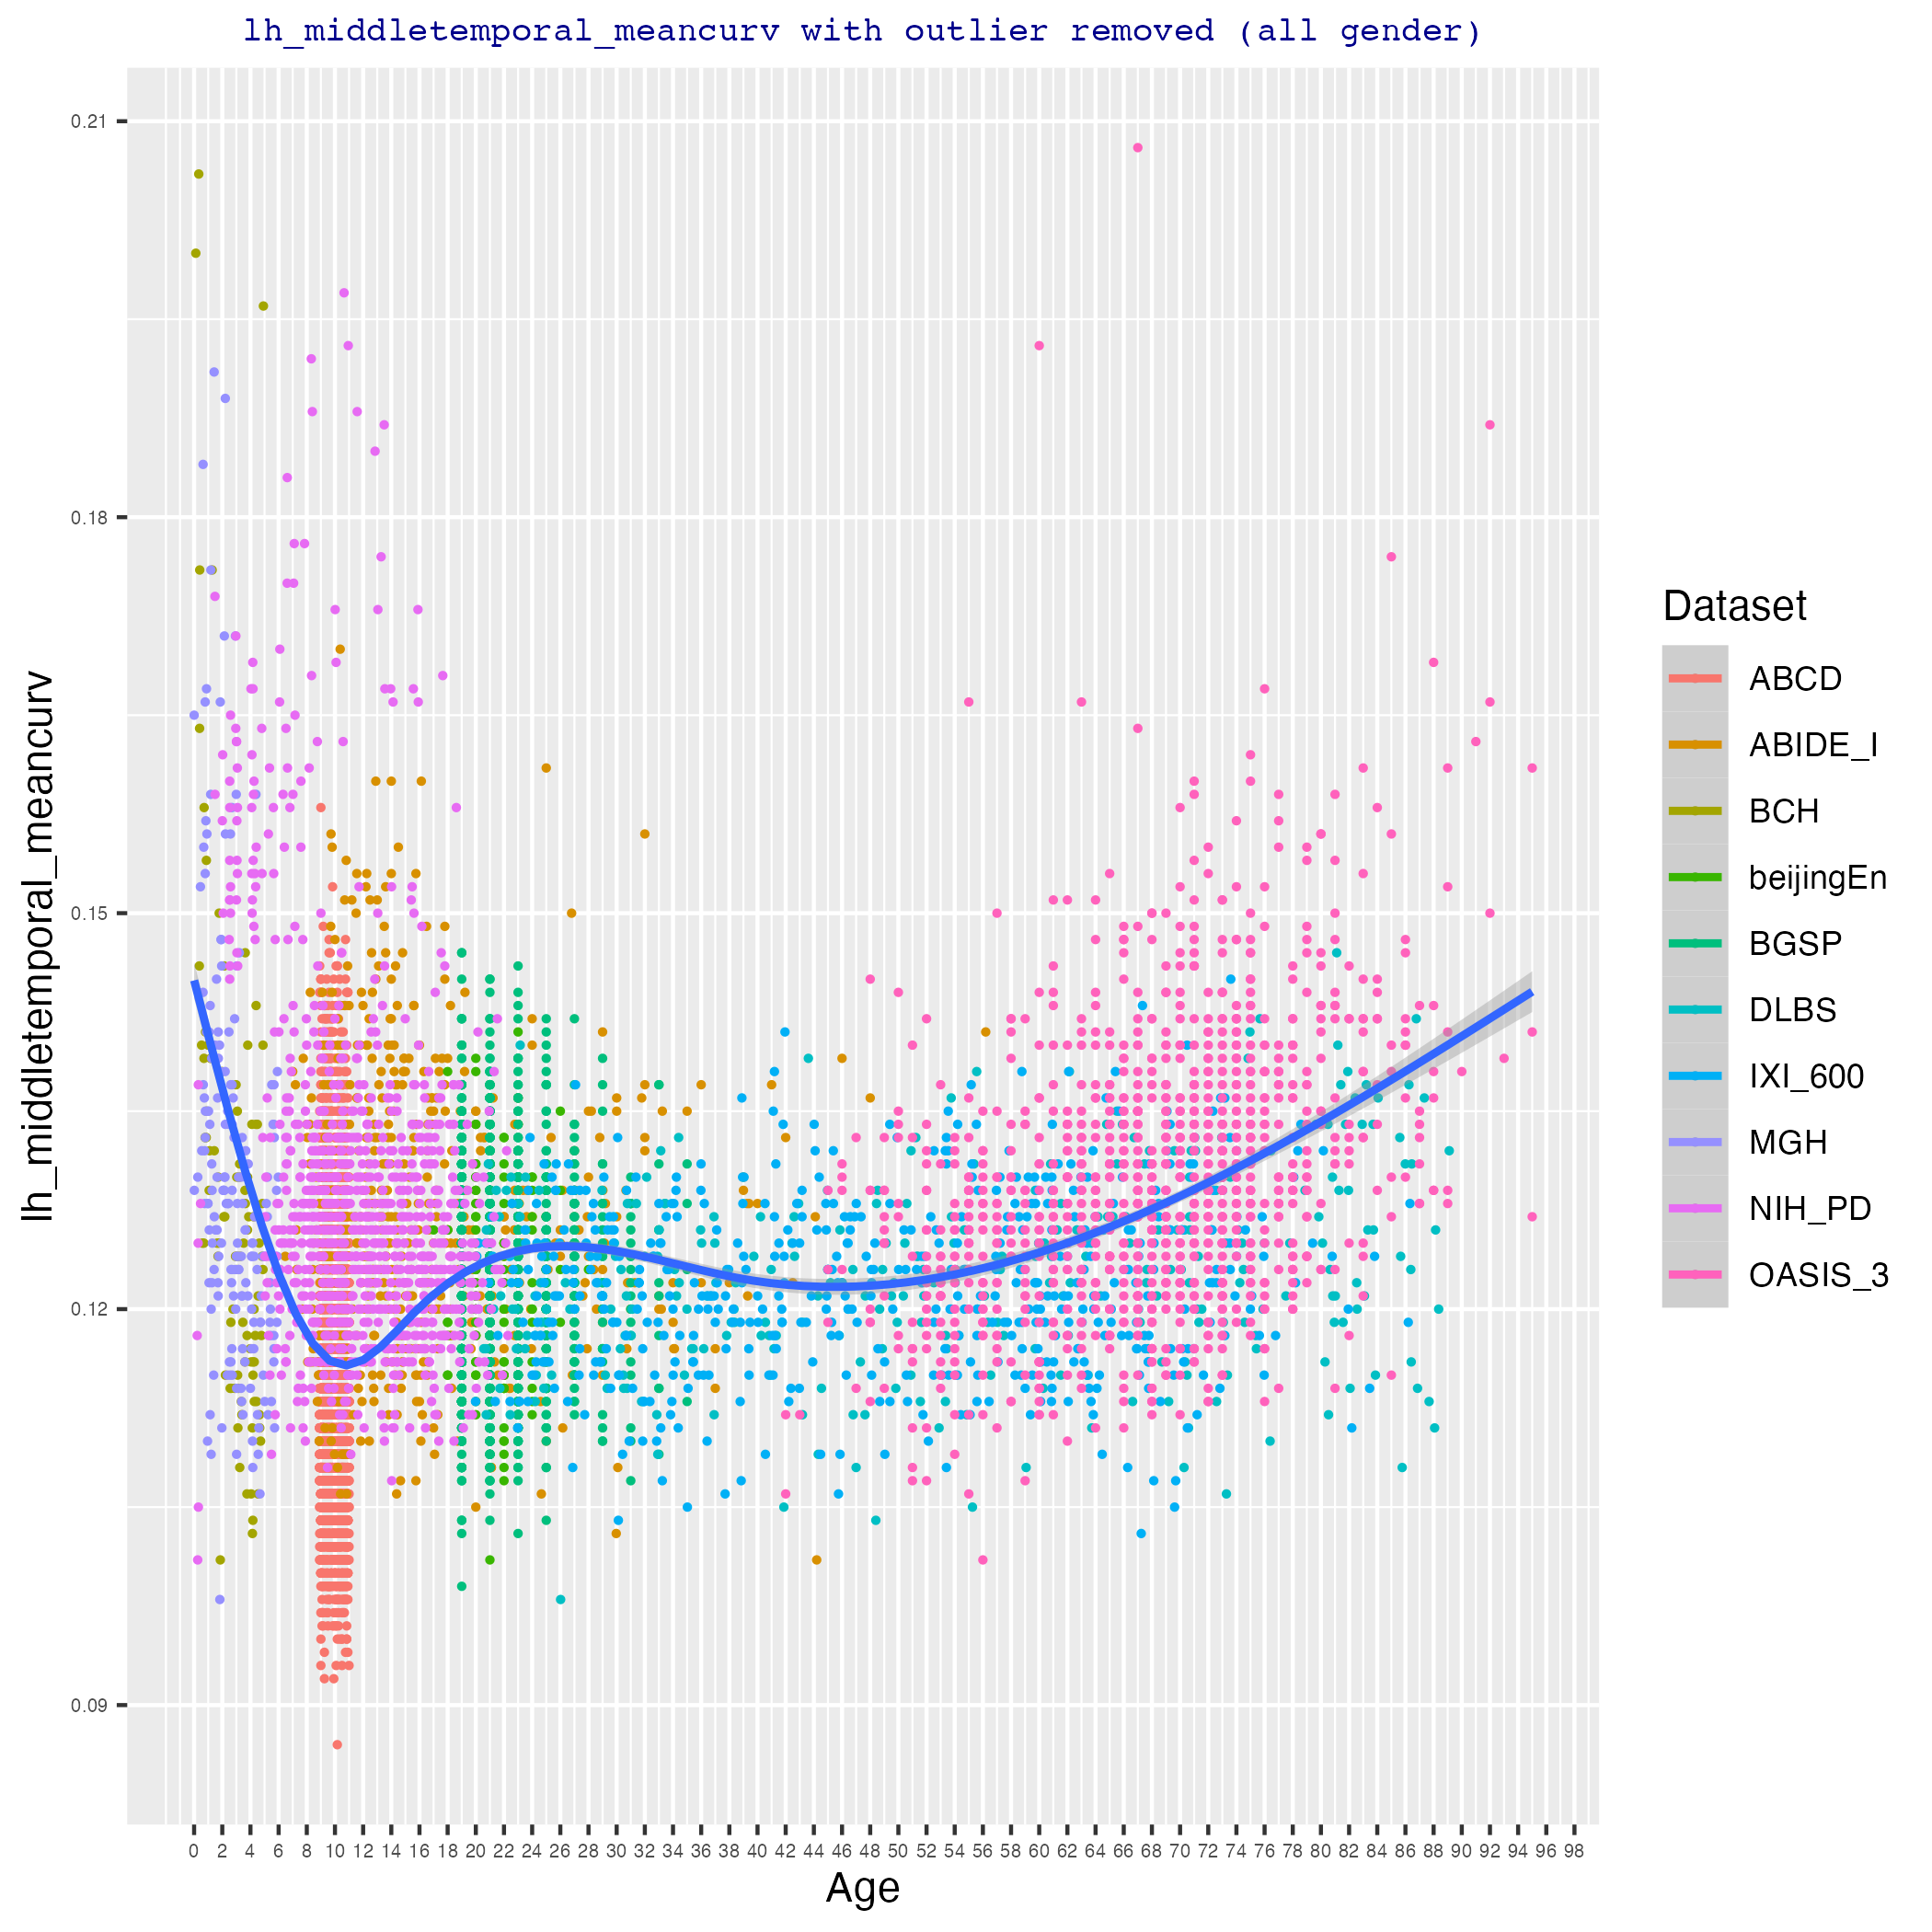 lh_middletemporal_meancurv with outlier removed (all gender)
lh_middletemporal_meancurv
0.21
0.18
0.15
0.12
0.09
0 2 4 6 8 10 12 14 16 18 20 22 24 26 28 30 32 34 36 38 40 42 44 46 48 50 52 54 56 58 60 62 64 66 68 70 72 74 76 78 80 82 84 86 88 90 92 94 96 98
Age
Dataset
ABCD
ABIDE_I
BCH
beijingEn
BGSP
DLBS
IXI_600
MGH
NIH_PD
OASIS_3